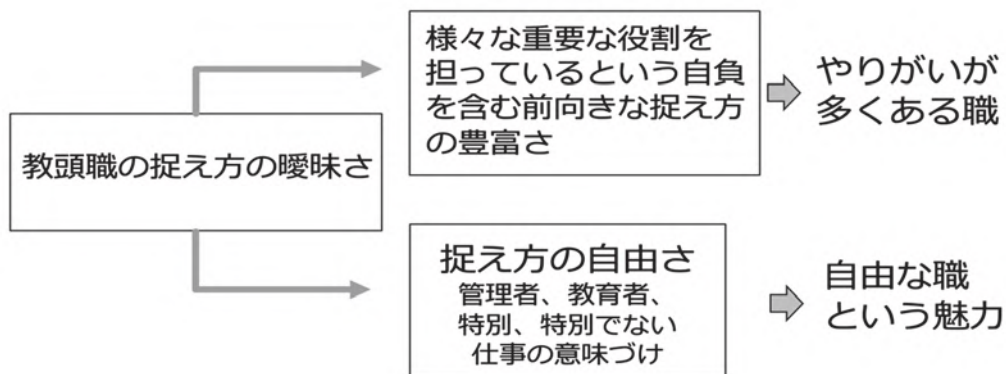 教頭職の捉え方の曖昧さ
様々な重要な役割を
担っているという自負
を含む前向きな捉え方
の豊富さ
やりがいが
多くある職
捉え方の自由さ
管理者、教育者、
特別、特別でない
仕事の意味づけ
自由な職
という魅力